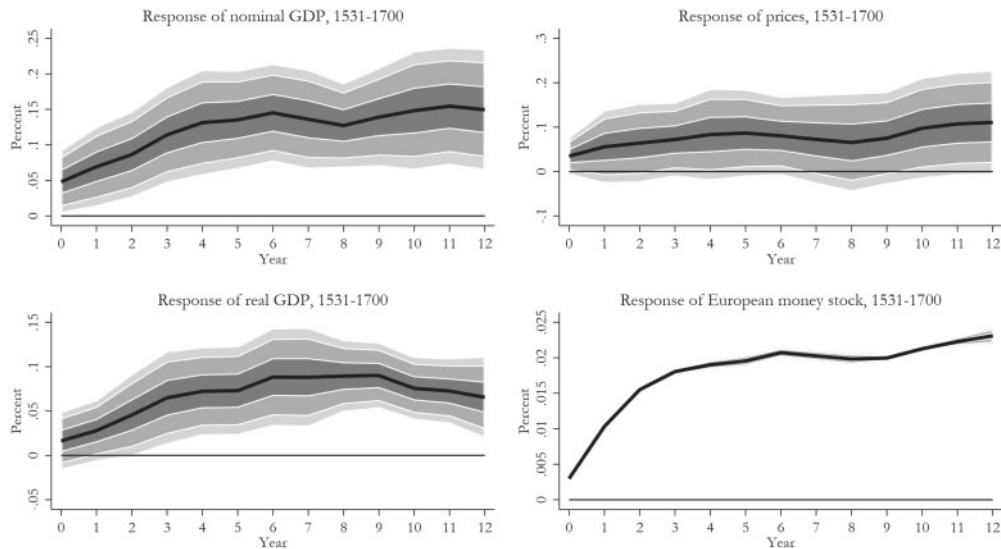 Response of nominal GDP, 1531-1700
Percent
.25
.2
.15
.1
.05
0
0 1 2 3 4 5 6 7 8 9 10 11 12
Year
Response of prices, 1531-1700
Percent
.3
.2
.1
0
-.1
0 1 2 3 4 5 6 7 8 9 10 11 12
Year
Response of real GDP, 1531-1700
Percent
.15
.1
.05
0
-.05
0 1 2 3 4 5 6 7 8 9 10 11 12
Year
Response of European money stock, 1531-1700
Percent
.025
.02
.015
.01
.005
0
0 1 2 3 4 5 6 7 8 9 10 11 12
Year